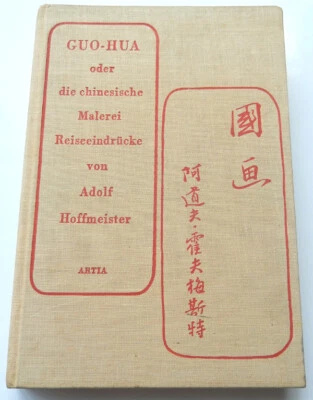 GUO-HUA
oder
die chinesische
Malerei
Reiseeindrücke
von
Adolf
Hoffmeister
ARTIA
国画
阿道夫·霍夫梅斯特